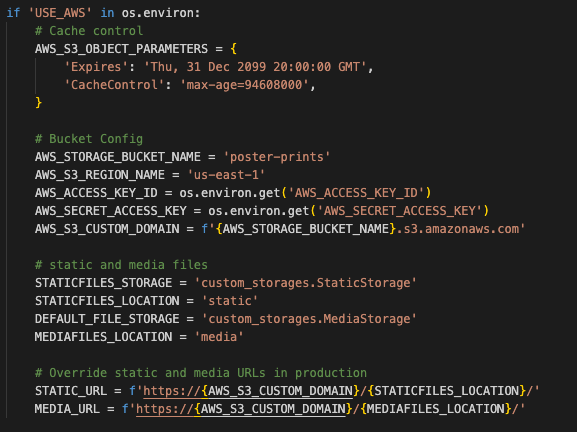 if 'USE_AWS' in os.environ:
# Cache control
AWS_S3_OBJECT_PARAMETERS = {
'Expires': 'Thu, 31 Dec 2099 20:00:00 GMT',
'CacheControl': 'max-age=94608000',
}
# Bucket Config
AWS_STORAGE_BUCKET_NAME = 'poster-prints'
AWS_S3_REGION_NAME = 'us-east-1'
AWS_ACCESS_KEY_ID = os.environ.get('AWS_ACCESS_KEY_ID')
AWS_SECRET_ACCESS_KEY = os.environ.get('AWS_SECRET_ACCESS_KEY')
AWS_S3_CUSTOM_DOMAIN = f'{AWS_STORAGE_BUCKET_NAME}.s3.amazonaws.com'
# static and media files
STATICFILES_STORAGE = 'custom_storages.StaticStorage'
STATICFILES_LOCATION = 'static'
DEFAULT_FILE_STORAGE = 'custom_storages.MediaStorage'
MEDIAFILES_LOCATION = 'media'
# Override static and media URLs in production
STATIC_URL = f'https://{AWS_S3_CUSTOM_DOMAIN}/{STATICFILES_LOCATION}/'
MEDIA_URL = f'https://{AWS_S3_CUSTOM_DOMAIN}/{MEDIAFILES_LOCATION}/'